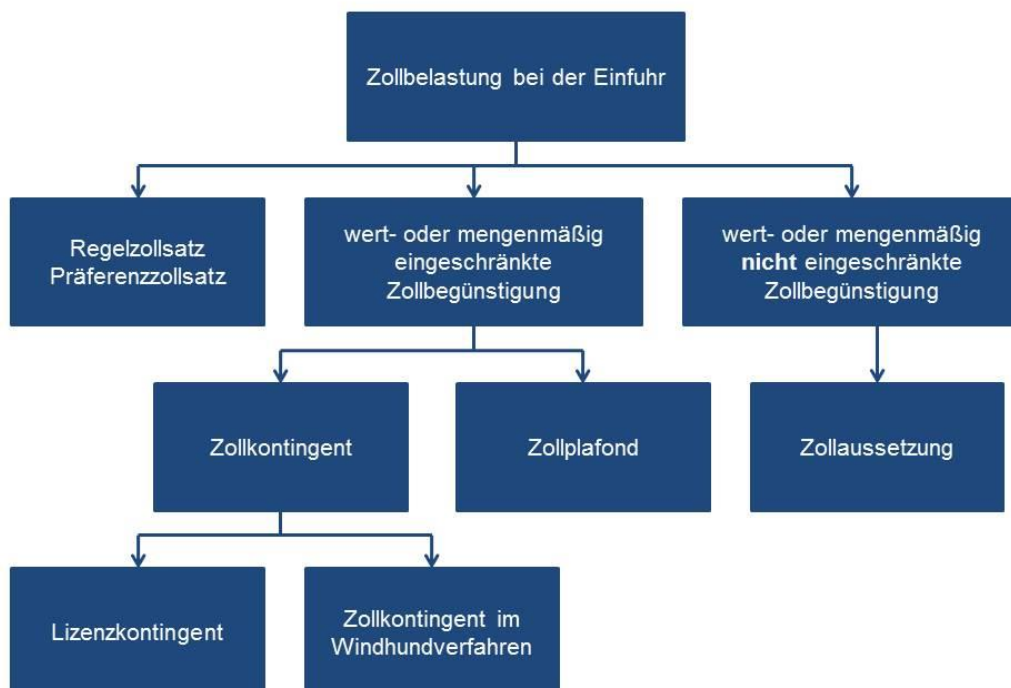 Zollbelastung bei der Einfuhr
Regelzollsatz
Präferenzzollsatz
wert- oder mengenmäßig
eingeschränkte
Zollbegünstigung
wert- oder mengenmäßig
nicht eingeschränkte
Zollbegünstigung
Zollkontingent
Zollplafond
Zollaussetzung
Lizenzkontingent
Zollkontingent im
Windhundverfahren